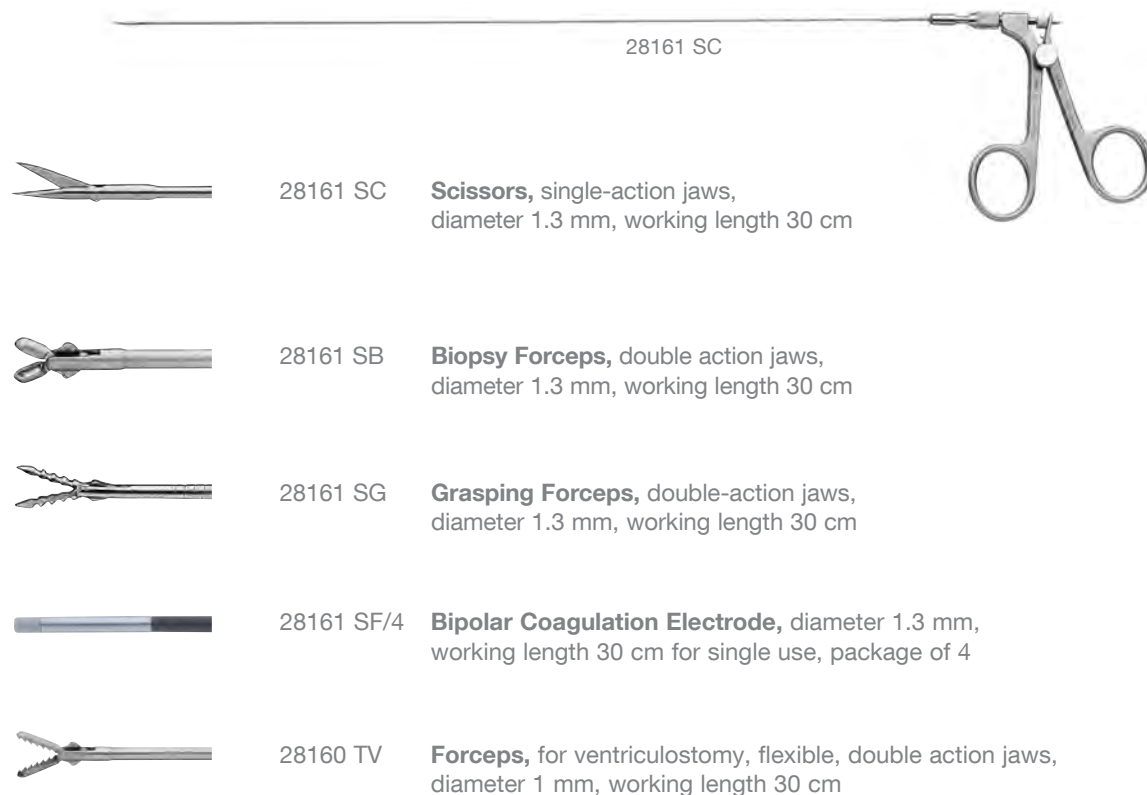 28161 SC
28161 SC Scissors, single-action jaws,
diameter 1.3 mm, working length 30 cm
28161 SB Biopsy Forceps, double action jaws,
diameter 1.3 mm, working length 30 cm
28161 SG Grasping Forceps, double-action jaws,
diameter 1.3 mm, working length 30 cm
28161 SF/4 Bipolar Coagulation Electrode, diameter 1.3 mm,
working length 30 cm for single use, package of 4
28160 TV Forceps, for ventriculostomy, flexible, double action jaws,
diameter 1 mm, working length 30 cm